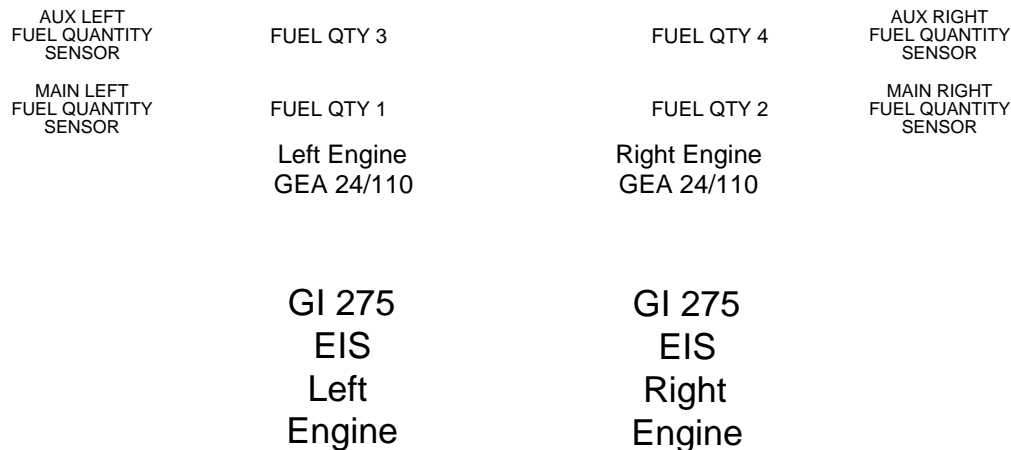 AUX LEFT
FUEL QUANTITY
SENSOR
FUEL QTY 3
FUEL QTY 4
AUX RIGHT
FUEL QUANTITY
SENSOR
MAIN LEFT
FUEL QUANTITY
SENSOR
FUEL QTY 1
FUEL QTY 2
MAIN RIGHT
FUEL QUANTITY
SENSOR
Left Engine
GEA 24/110
Right Engine
GEA 24/110
GI 275
EIS
Left
Engine
GI 275
EIS
Right
Engine